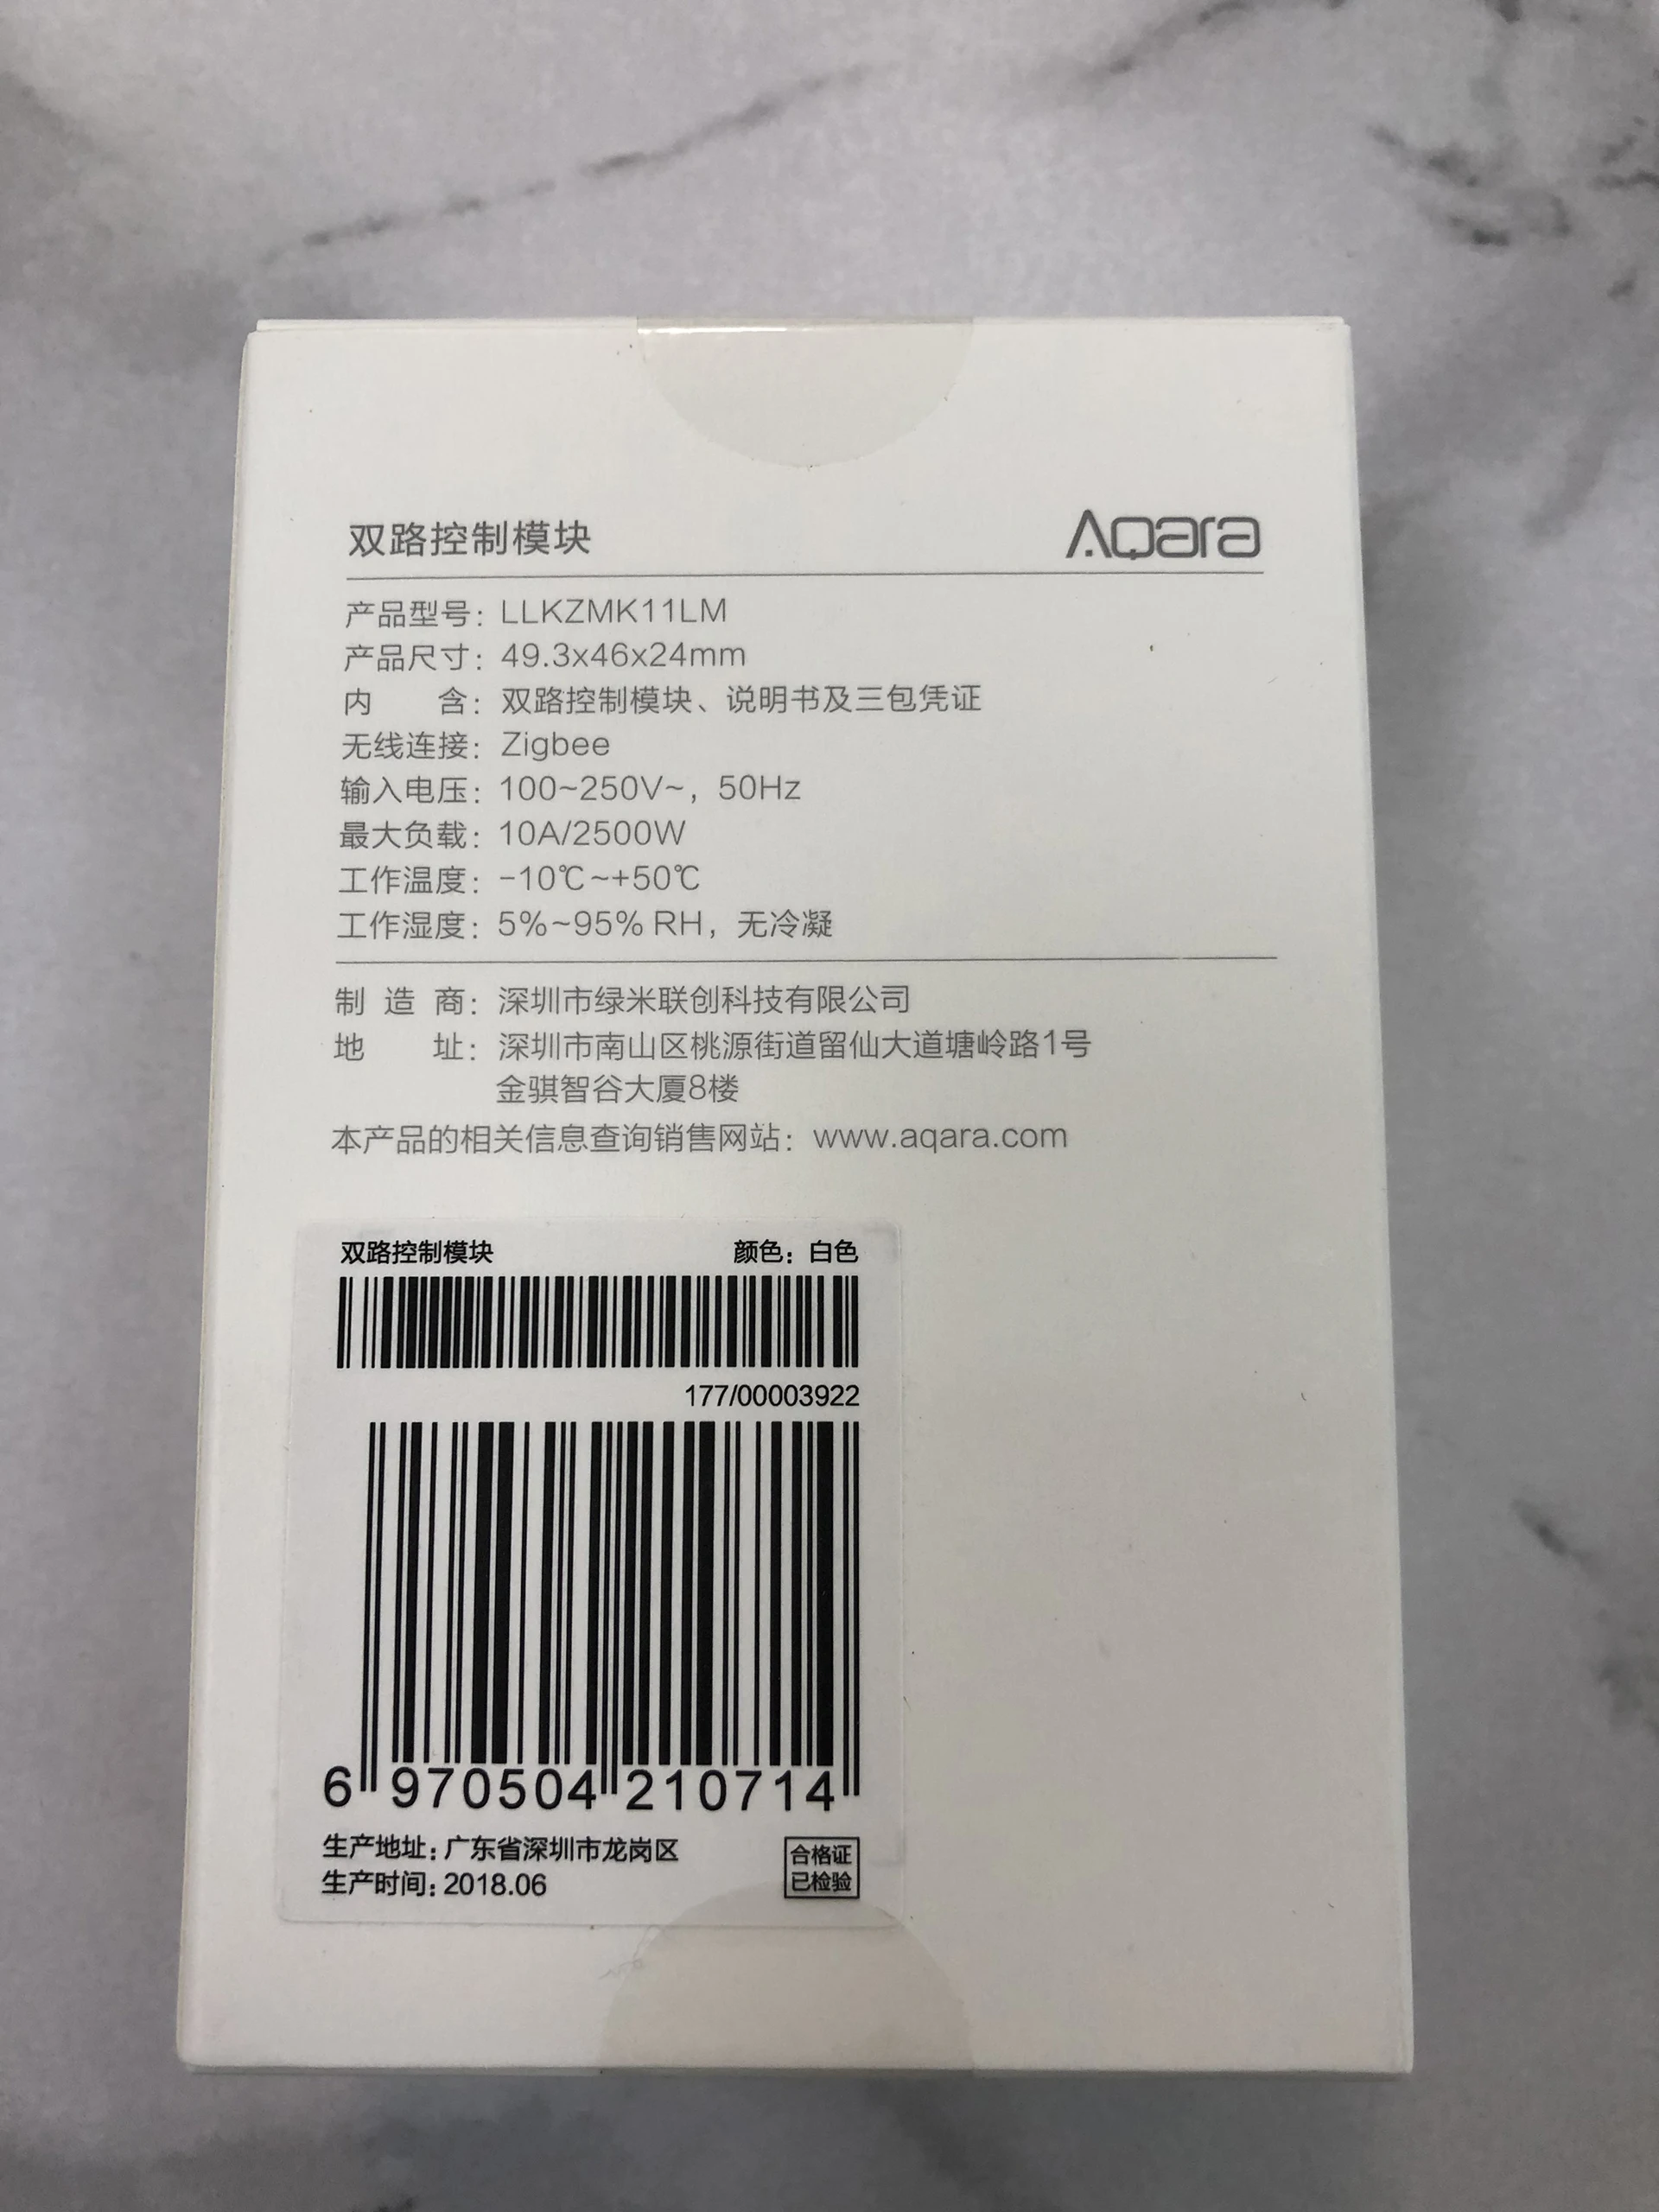 双路控制模块 Aqara
产品型号：LLKZMK11LM
产品尺寸：49.3x46x24mm
内 含：双路控制模块、说明书及三包凭证
无线连接：Zigbee
输入电压：100~250V~，50Hz
最大负载：10A/2500W
工作温度：-10℃~+50℃
工作湿度：5%~95% RH，无冷凝
制 造 商：深圳市绿米联创科技有限公司
地 址：深圳市南山区桃源街道留仙大道塘岭路1号
金骐智谷大厦8楼
本产品的相关信息查询销售网站：www.aqara.com
双路控制模块 颜色：白色
177/00003922
6 970504 210714
生产地址：广东省深圳市龙岗区
生产时间：2018.06
合格证
已检验